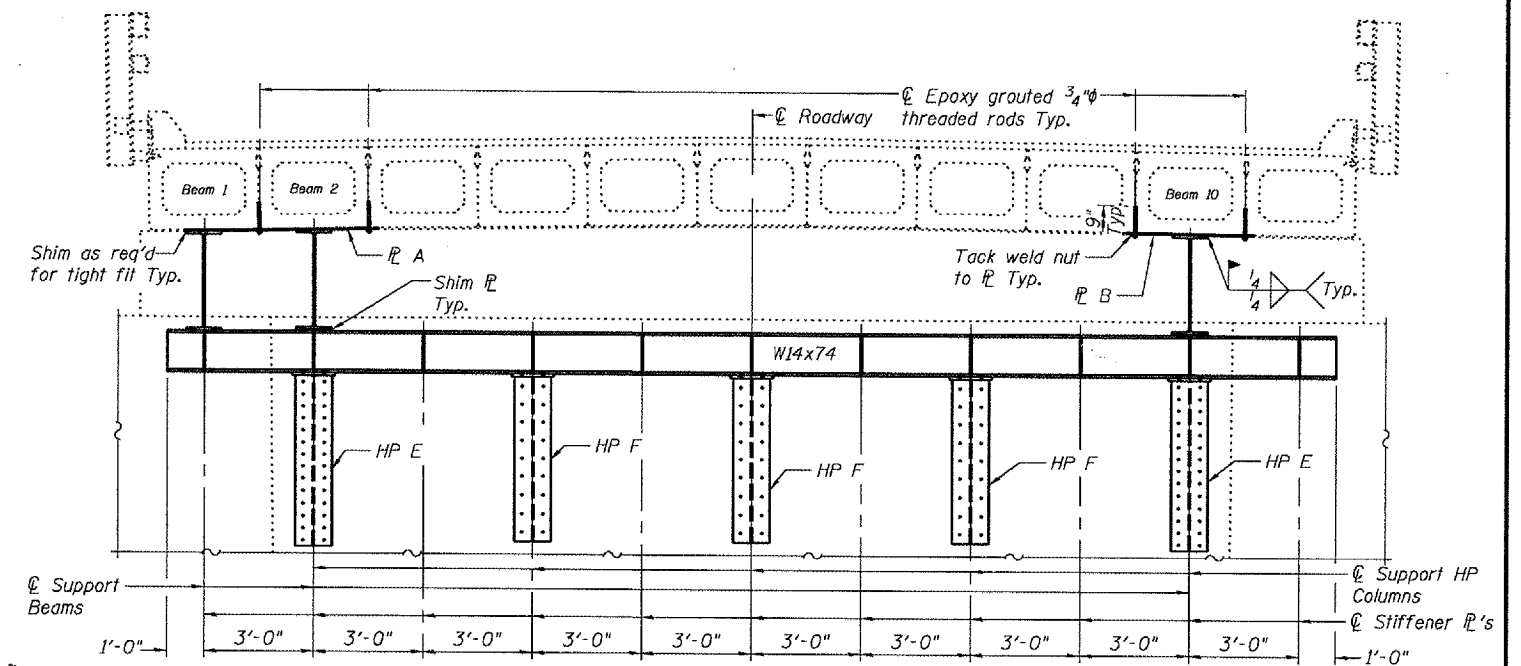 ℄ Epoxy grouted 3/4"ϕ
threaded rods Typ.
℄ Roadway
Beam 1
Beam 2
Beam 10
Shim as req'd
for tight fit Typ.
℄ A
Shim ℄
Typ.
9"
Typ.
Tack weld nut
to ℄ Typ.
℄ B
1/4
1/4
Typ.
W14x74
HP E
HP F
HP F
HP F
HP E
℄ Support
Beams
℄ Support HP
Columns
℄ Stiffener ℄'s
1'-0"
3'-0"
3'-0"
3'-0"
3'-0"
3'-0"
3'-0"
3'-0"
3'-0"
3'-0"
3'-0"
1'-0"